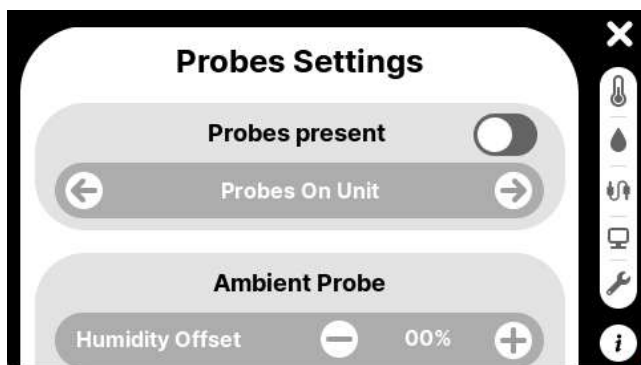 Probes Settings
Probes present
Probes On Unit
Ambient Probe
Humidity Offset 00%
i